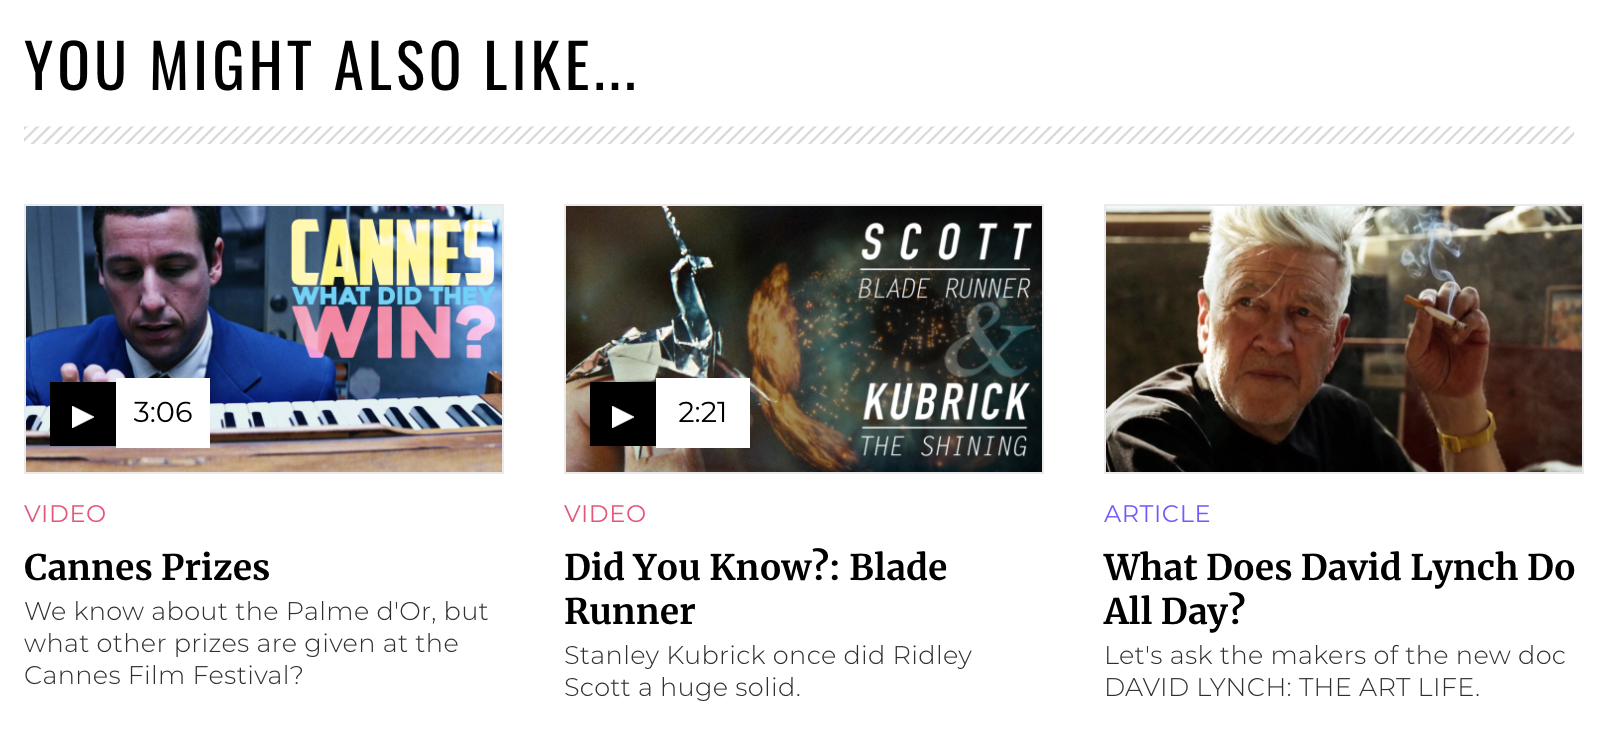 YOU MIGHT ALSO LIKE...
CANNES
WHAT DID THEY
WIN?
3:06
VIDEO
Cannes Prizes
We know about the Palme d'Or, but
what other prizes are given at the
Cannes Film Festival?
SCOTT
BLADE RUNNER
&
KUBRICK
THE SHINING
2:21
VIDEO
Did You Know?: Blade
Runner
Stanley Kubrick once did Ridley
Scott a huge solid.
ARTICLE
What Does David Lynch Do
All Day?
Let's ask the makers of the new doc
DAVID LYNCH: THE ART LIFE.